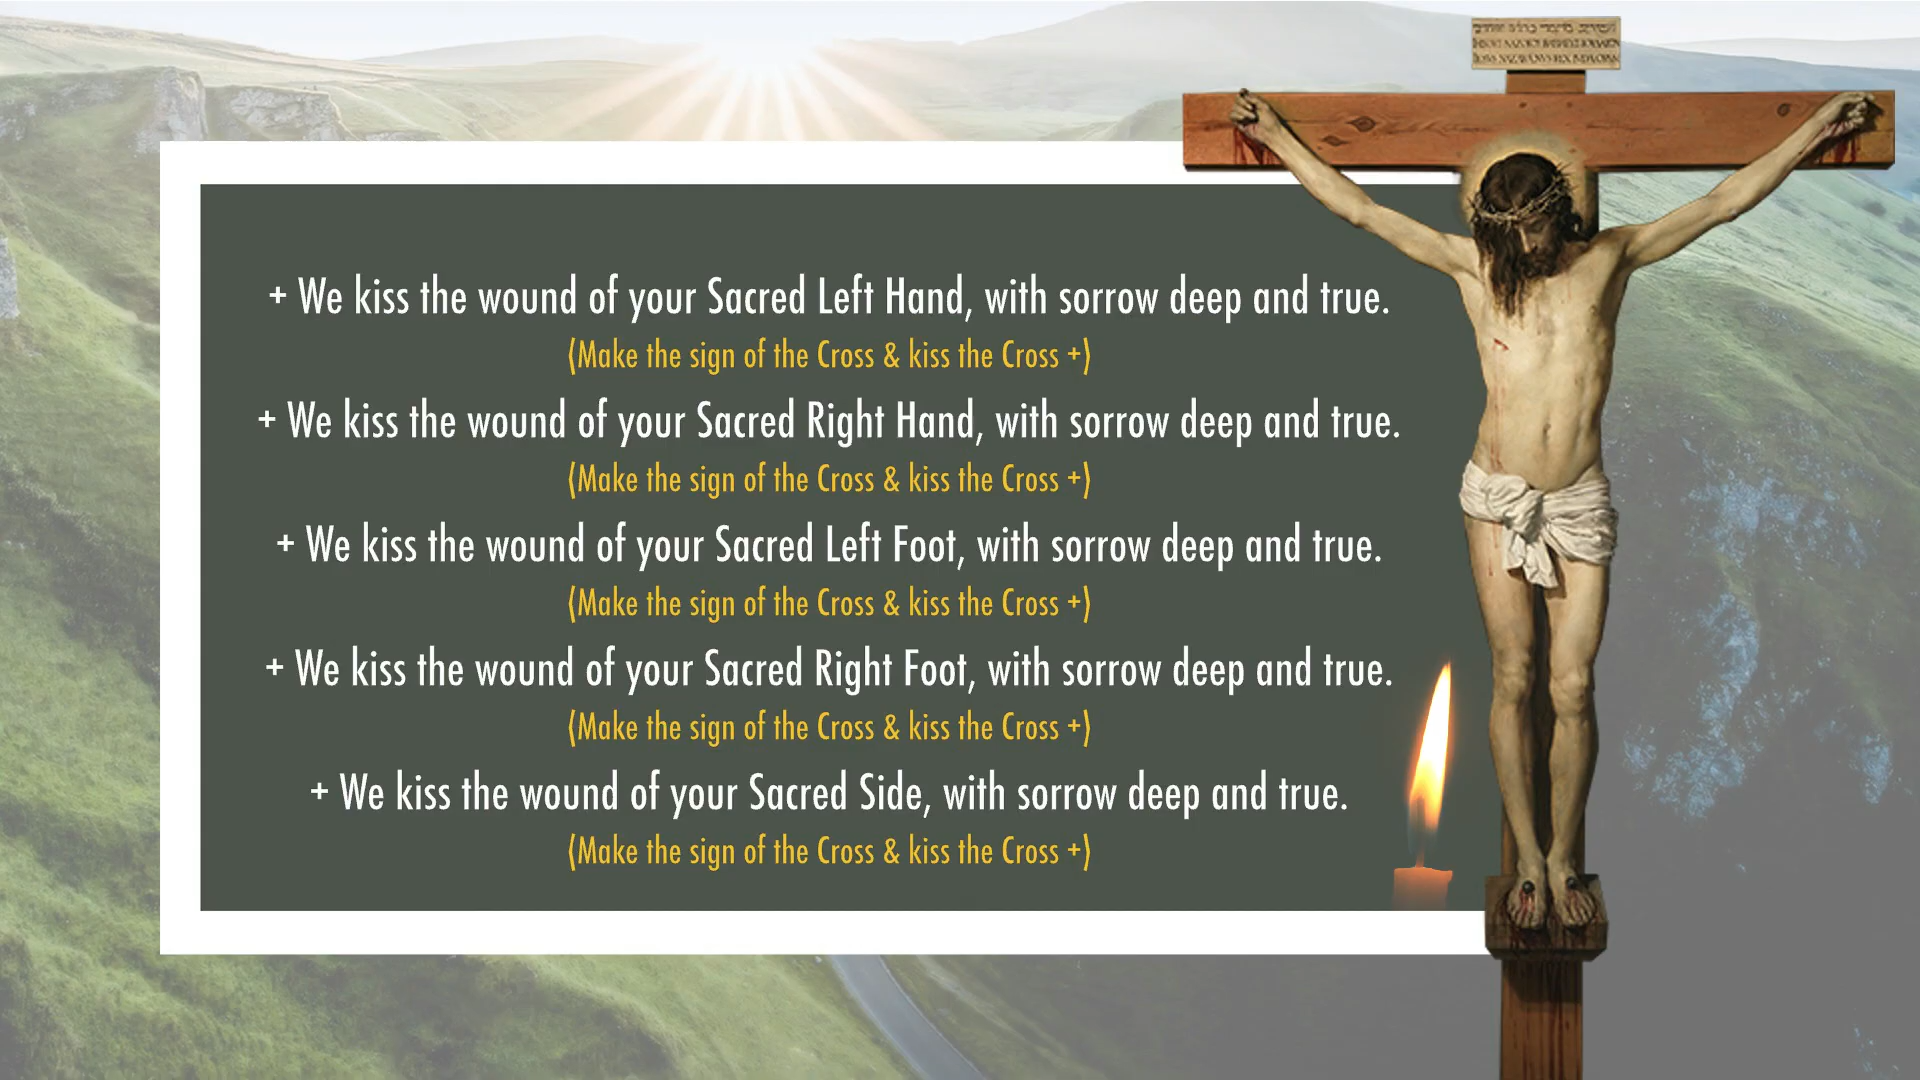 + We kiss the wound of your Sacred Left Hand, with sorrow deep and true.
(Make the sign of the Cross & kiss the Cross +)
+ We kiss the wound of your Sacred Right Hand, with sorrow deep and true.
(Make the sign of the Cross & kiss the Cross +)
+ We kiss the wound of your Sacred Left Foot, with sorrow deep and true.
(Make the sign of the Cross & kiss the Cross +)
+ We kiss the wound of your Sacred Right Foot, with sorrow deep and true.
(Make the sign of the Cross & kiss the Cross +)
+ We kiss the wound of your Sacred Side, with sorrow deep and true.
(Make the sign of the Cross & kiss the Cross +)